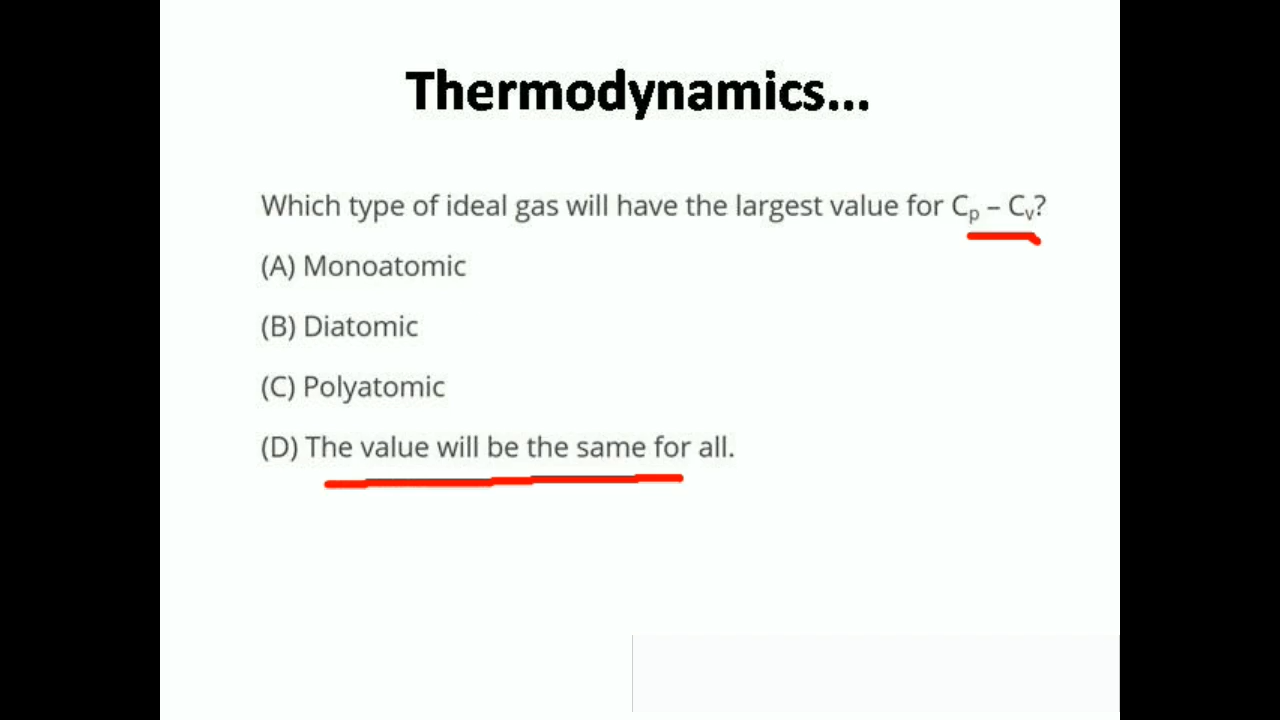 Thermodynamics...
Which type of ideal gas will have the largest value for Cp – Cv?
(A) Monoatomic
(B) Diatomic
(C) Polyatomic
(D) The value will be the same for all.